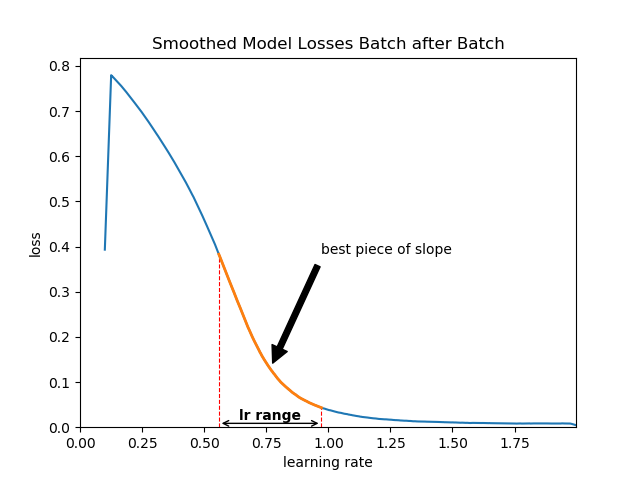 Smoothed Model Losses Batch after Batch
0.8
0.7
0.6
0.5
0.4
0.3
0.2
0.1
0.0
loss
best piece of slope
lr range
0.00 0.25 0.50 0.75 1.00 1.25 1.50 1.75
learning rate